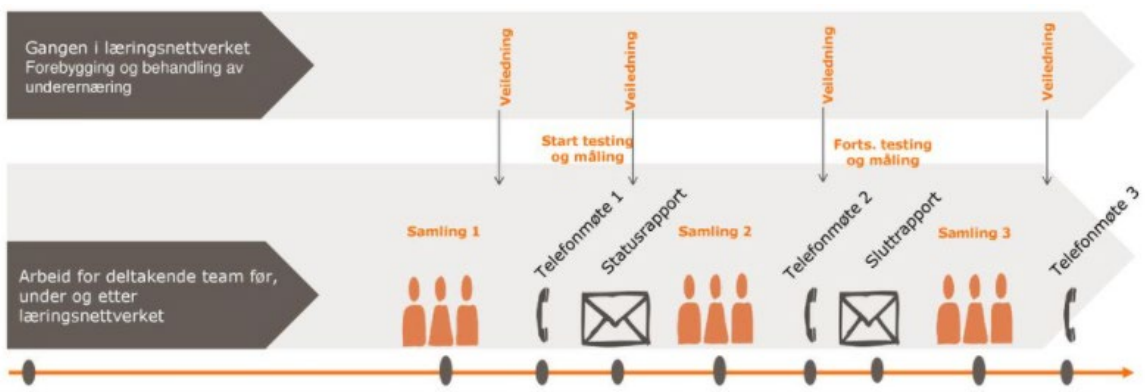 Gangen i læringsnettverket
Forebygging og behandling av
underernæring
Veiledning
Veiledning
Veiledning
Veiledning
Start testing
og måling
Forts. testing
og måling
Arbeid for deltakende team før,
under og etter
læringsnettverket
Samling 1
Telefonmøte 1
Statusrapport
Samling 2
Telefonmøte 2
Sluttrapport
Samling 3
Telefonmøte 3